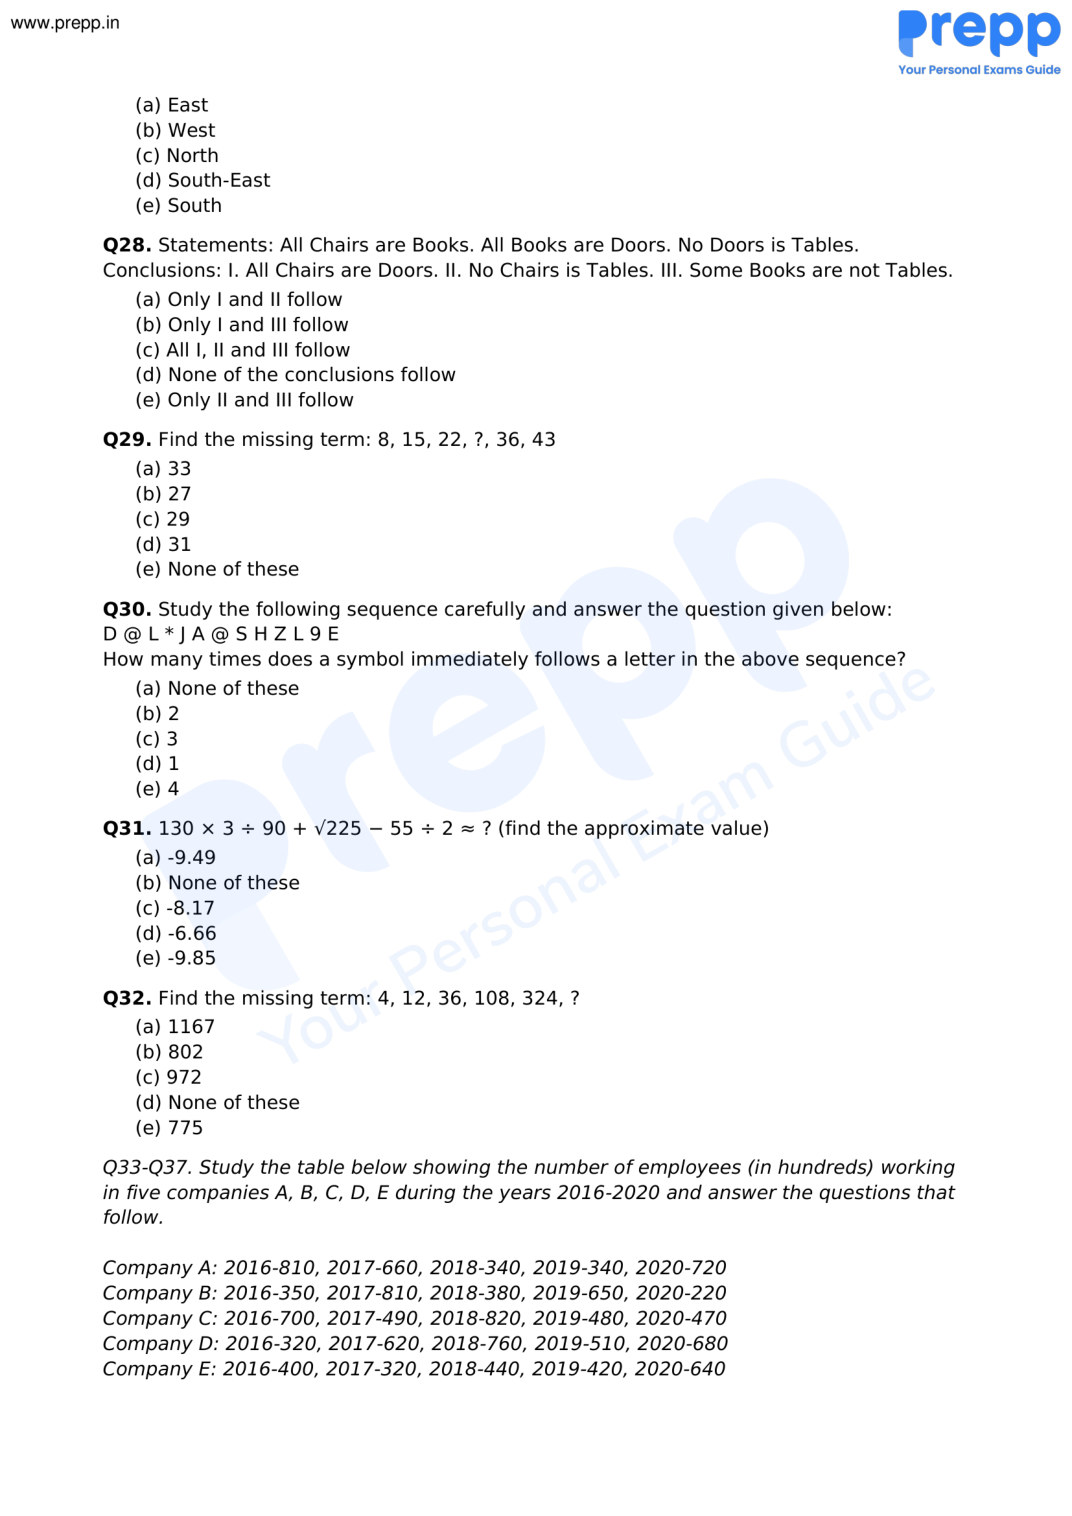 www.prepp.in
Prepp
Your Personal Exams Guide
(a) East
(b) West
(c) North
(d) South-East
(e) South
Q28. Statements: All Chairs are Books. All Books are Doors. No Doors is Tables.
Conclusions: I. All Chairs are Doors. II. No Chairs is Tables. III. Some Books are not Tables.
(a) Only I and II follow
(b) Only I and III follow
(c) All I, II and III follow
(d) None of the conclusions follow
(e) Only II and III follow
Q29. Find the missing term: 8, 15, 22, ?, 36, 43
(a) 33
(b) 27
(c) 29
(d) 31
(e) None of these
Q30. Study the following sequence carefully and answer the question given below:
D @ L * J A @ S H Z L 9 E
How many times does a symbol immediately follows a letter in the above sequence?
(a) None of these
(b) 2
(c) 3
(d) 1
(e) 4
Q31. 130 × 3 ÷ 90 + √225 − 55 ÷ 2 ≈ ? (find the approximate value)
(a) -9.49
(b) None of these
(c) -8.17
(d) -6.66
(e) -9.85
Q32. Find the missing term: 4, 12, 36, 108, 324, ?
(a) 1167
(b) 802
(c) 972
(d) None of these
(e) 775
Q33-Q37. Study the table below showing the number of employees (in hundreds) working
in five companies A, B, C, D, E during the years 2016-2020 and answer the questions that
follow.
Company A: 2016-810, 2017-660, 2018-340, 2019-340, 2020-720
Company B: 2016-350, 2017-810, 2018-380, 2019-650, 2020-220
Company C: 2016-700, 2017-490, 2018-820, 2019-480, 2020-470
Company D: 2016-320, 2017-620, 2018-760, 2019-510, 2020-680
Company E: 2016-400, 2017-320, 2018-440, 2019-420, 2020-640
Prepp
Your Personal Exam Guide